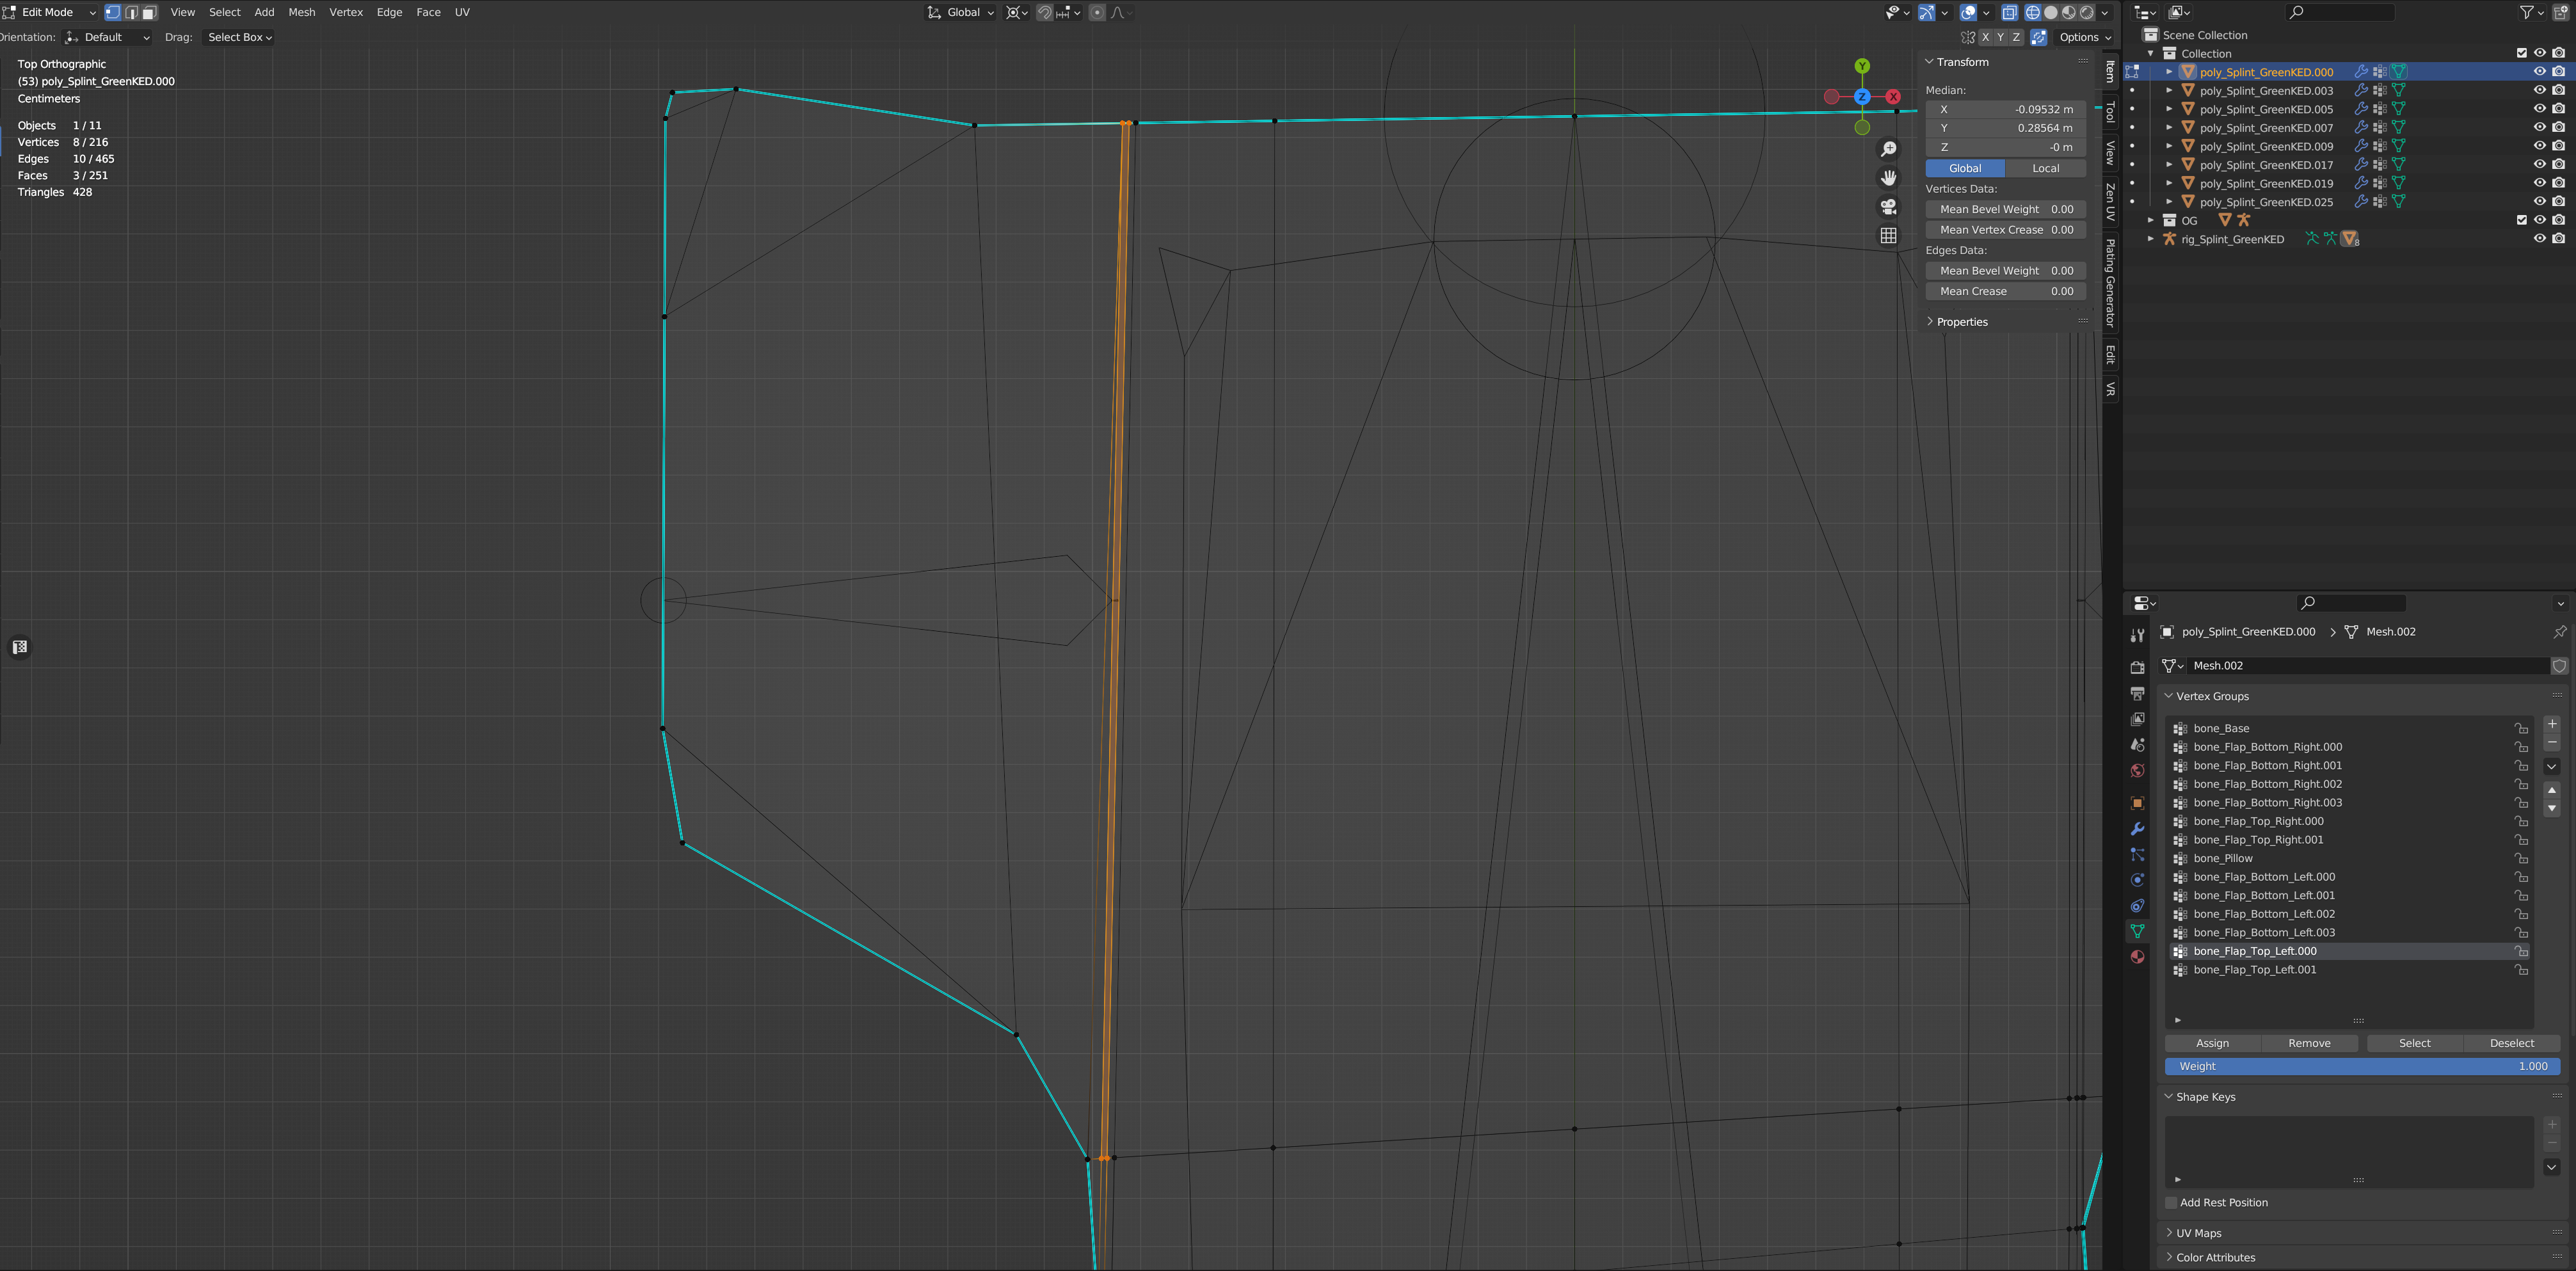 Edit Mode View Select Add Mesh Vertex Edge Face UV Global
Orientation: Default Drag: Select Box X Y Z Options
Top Orthographic
(53) poly_Splint_GreenKED.000
Centimeters
Objects 1 / 11
Vertices 8 / 216
Edges 10 / 465
Faces 3 / 251
Triangles 428
Y
Z
X
Transform
Median:
X -0.09532 m
Y 0.28564 m
Z -0 m
Global Local
Vertices Data:
Mean Bevel Weight 0.00
Mean Vertex Crease 0.00
Edges Data:
Mean Bevel Weight 0.00
Mean Crease 0.00
Properties
Item
Tool
View
Zen UV
Plating Generator
Edit
VR
Scene Collection
Collection
poly_Splint_GreenKED.000
poly_Splint_GreenKED.003
poly_Splint_GreenKED.005
poly_Splint_GreenKED.007
poly_Splint_GreenKED.009
poly_Splint_GreenKED.017
poly_Splint_GreenKED.019
poly_Splint_GreenKED.025
OG
rig_Splint_GreenKED 8
poly_Splint_GreenKED.000 Mesh.002
Mesh.002
Vertex Groups
bone_Base
bone_Flap_Bottom_Right.000
bone_Flap_Bottom_Right.001
bone_Flap_Bottom_Right.002
bone_Flap_Bottom_Right.003
bone_Flap_Top_Right.000
bone_Flap_Top_Right.001
bone_Pillow
bone_Flap_Bottom_Left.000
bone_Flap_Bottom_Left.001
bone_Flap_Bottom_Left.002
bone_Flap_Bottom_Left.003
bone_Flap_Top_Left.000
bone_Flap_Top_Left.001
Assign Remove Select Deselect
Weight 1.000
Shape Keys
Add Rest Position
UV Maps
Color Attributes